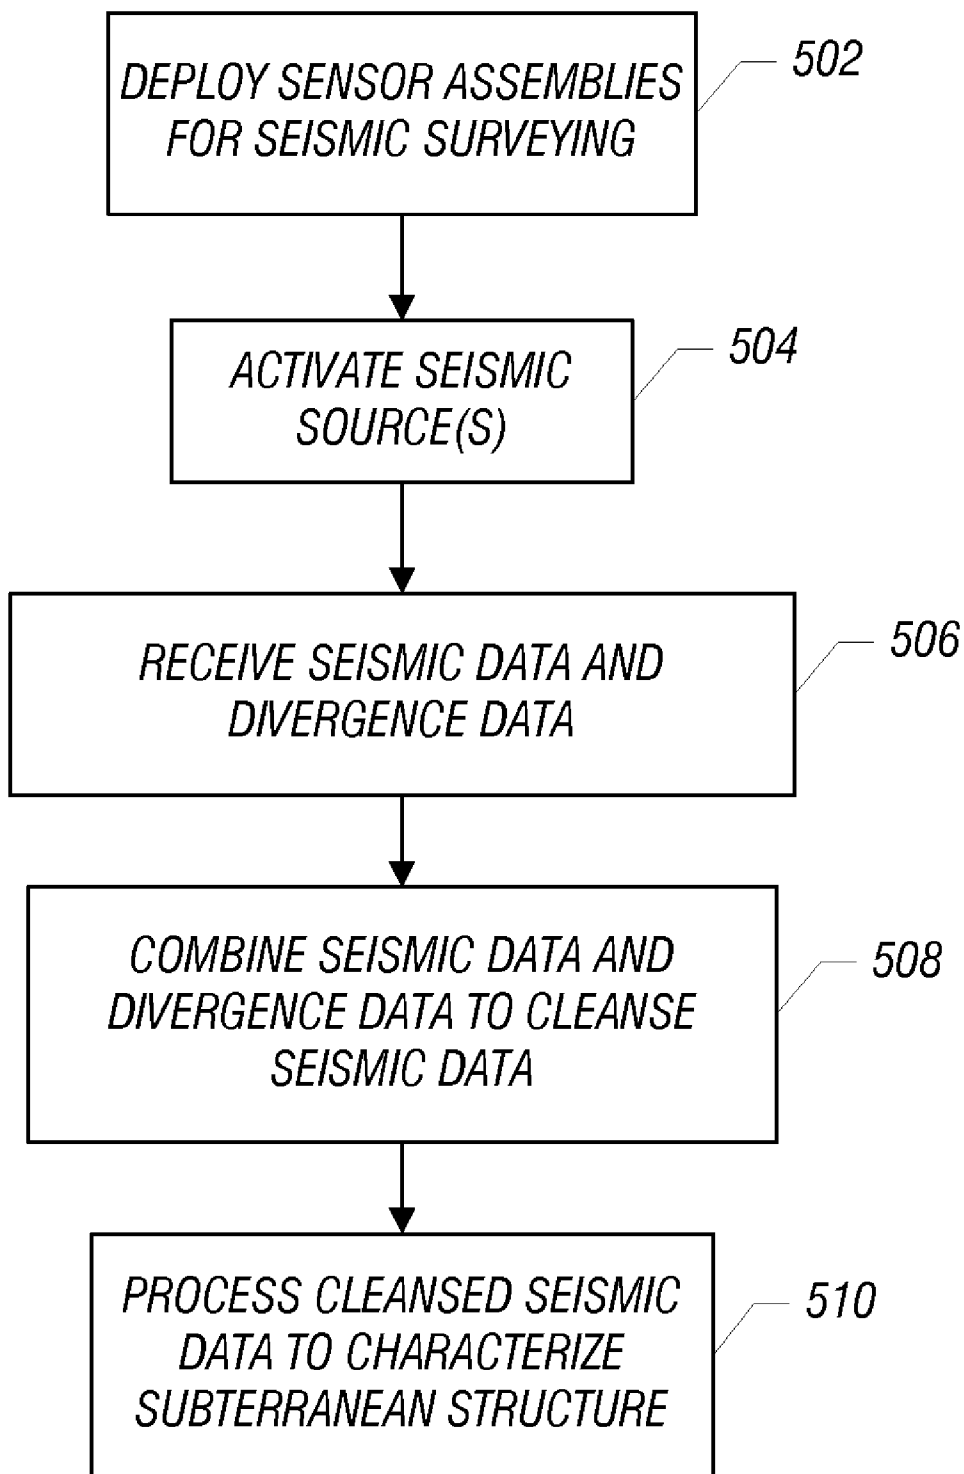 DEPLOY SENSOR ASSEMBLIES
FOR SEISMIC SURVEYING
502
ACTIVATE SEISMIC
SOURCE(S)
504
RECEIVE SEISMIC DATA AND
DIVERGENCE DATA
506
COMBINE SEISMIC DATA AND
DIVERGENCE DATA TO CLEANSE
SEISMIC DATA
508
PROCESS CLEANSED SEISMIC
DATA TO CHARACTERIZE
SUBTERRANEAN STRUCTURE
510